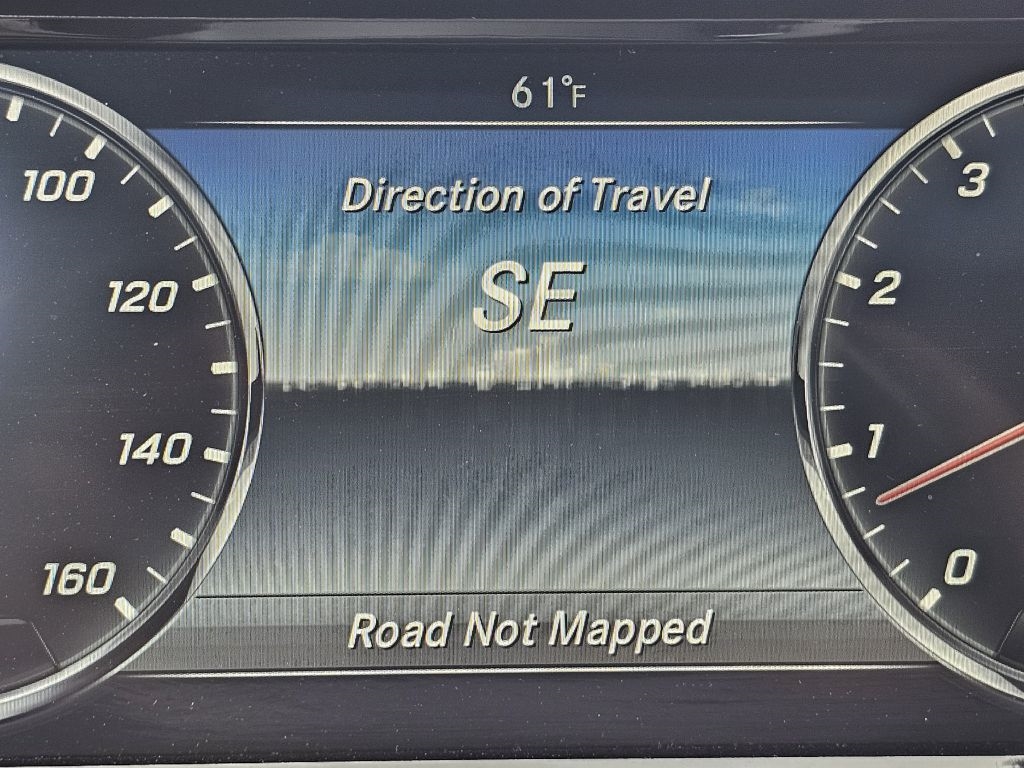 61°F
Direction of Travel
SE
Road Not Mapped
100
120
140
160
3
2
1
0